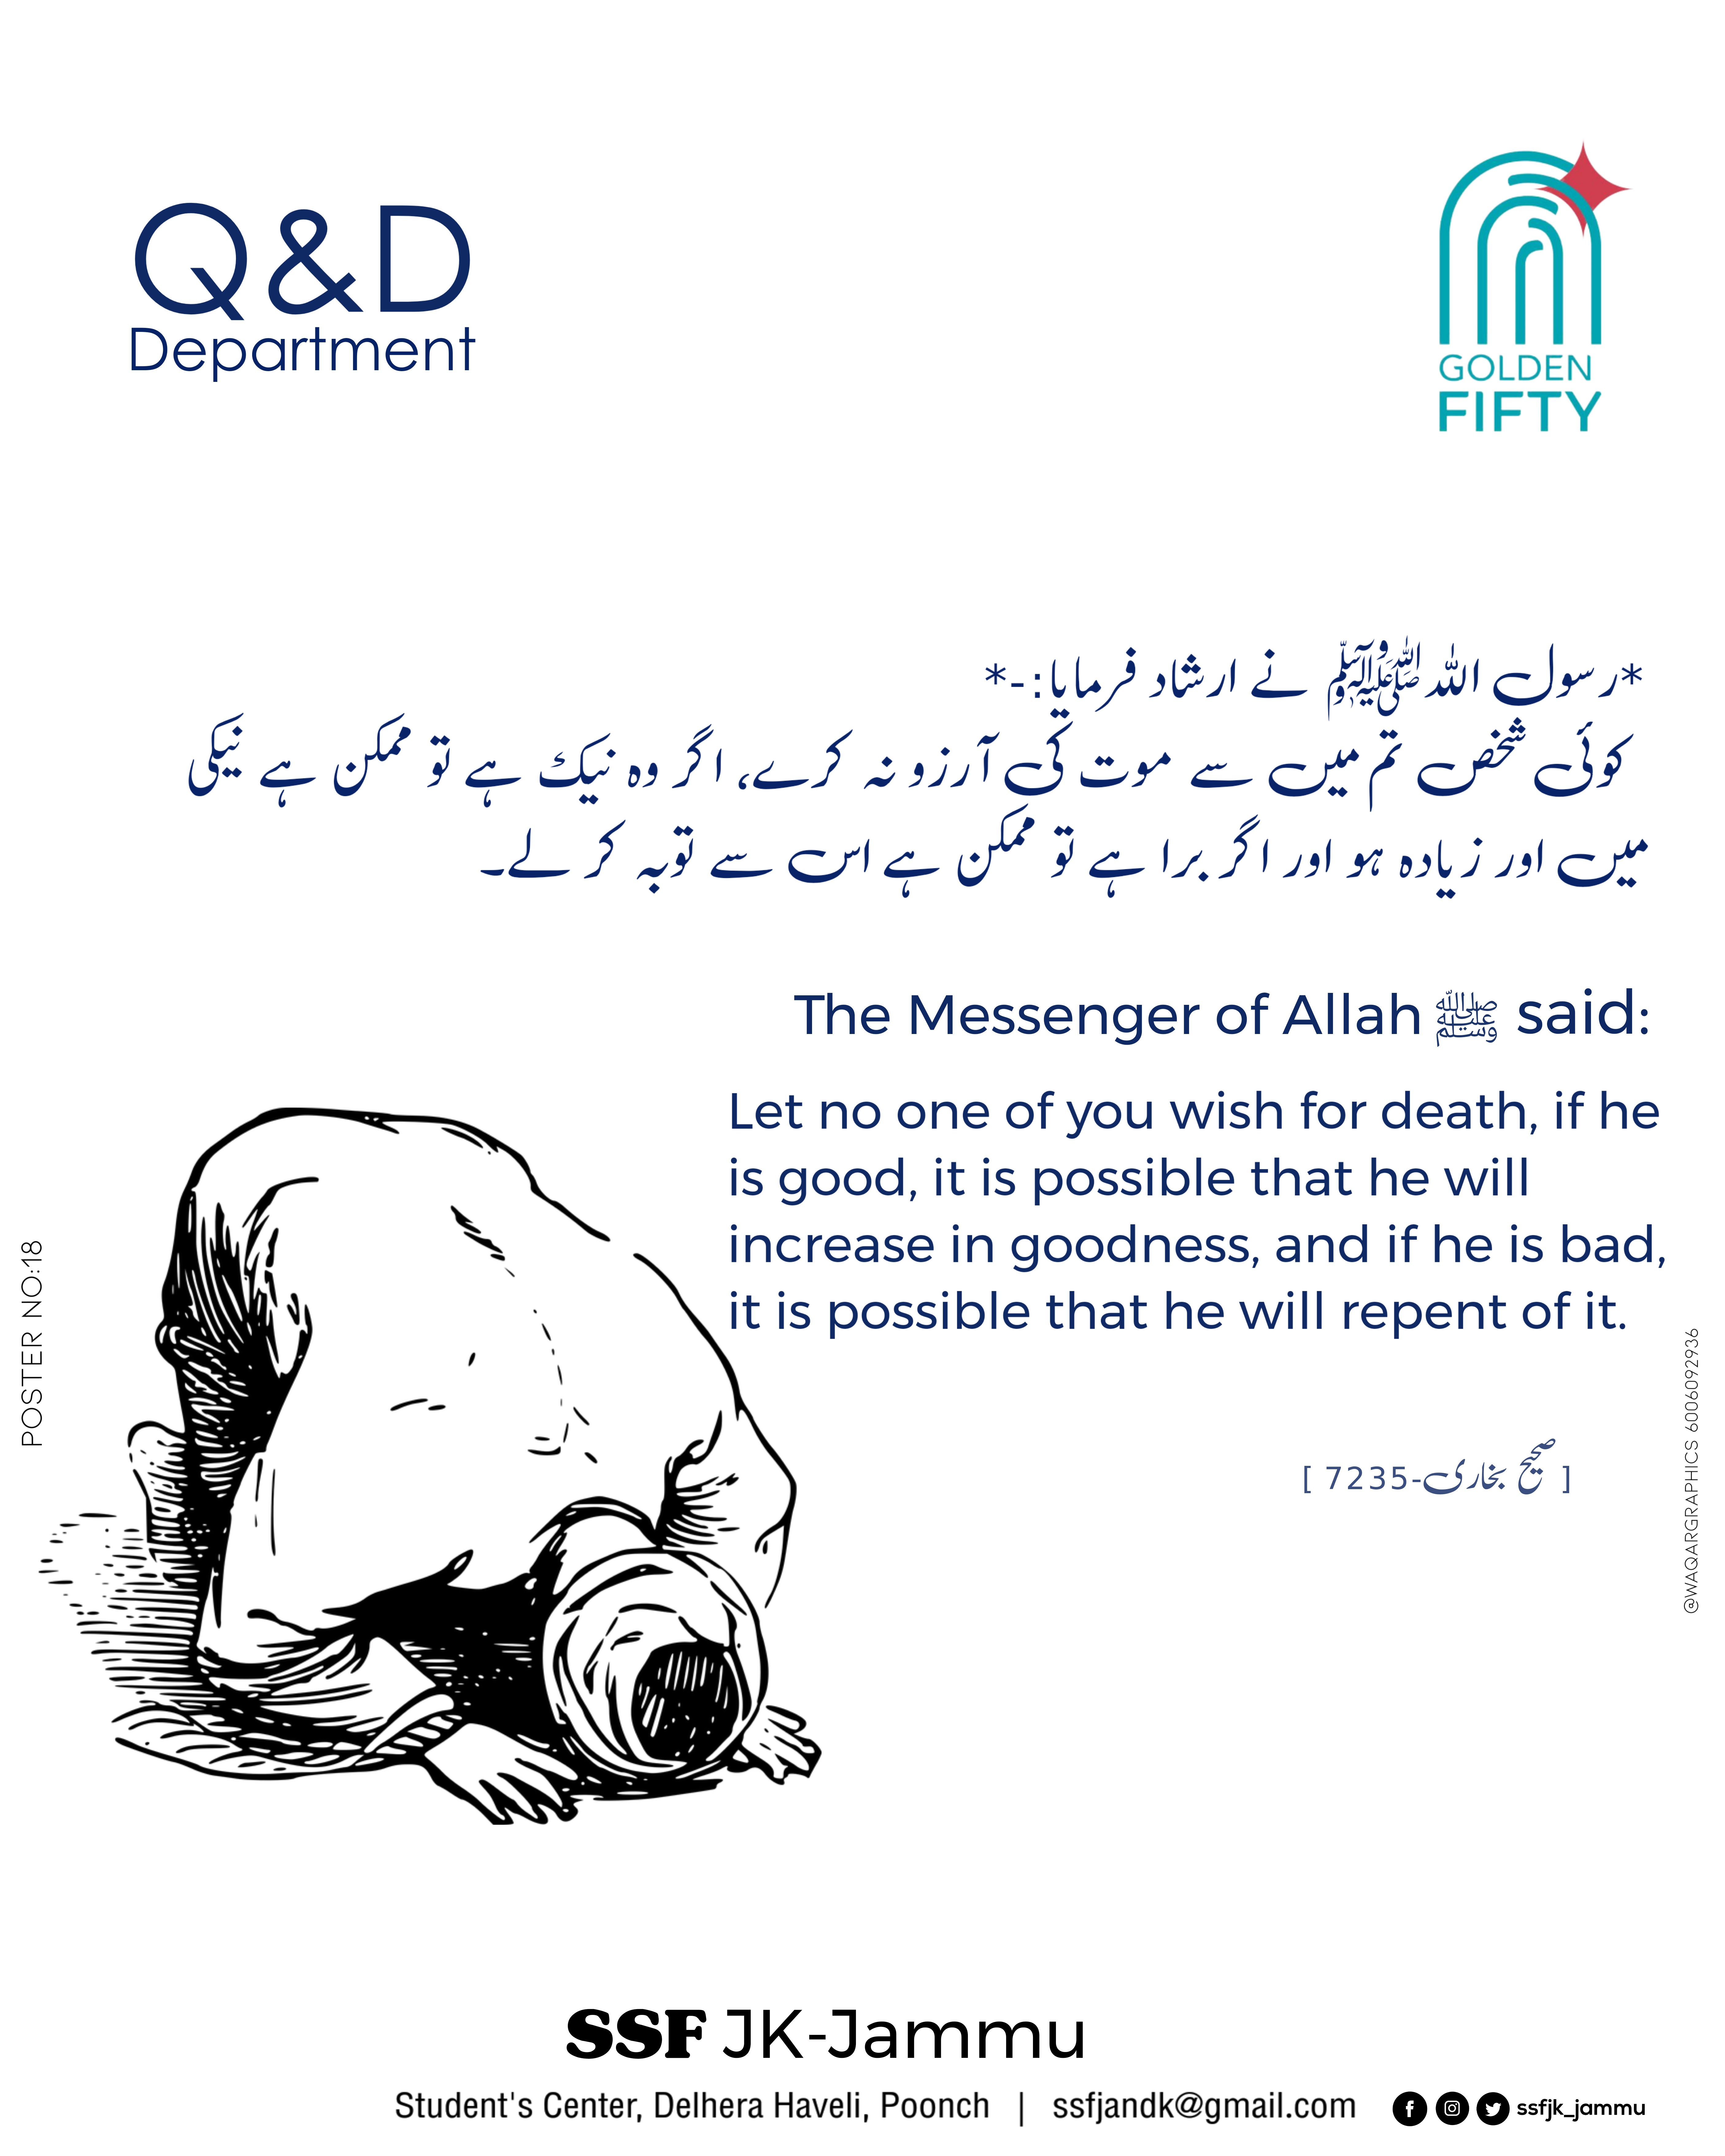 Q&D
Department
GOLDEN
FIFTY
*رسول اللہ ﷺ نے ارشاد فرمایا:-*
کوئی شخص تم میں سے موت کی آرزو نہ کرے، اگر وہ نیک ہے تو ممکن ہے نیکی
میں اور زیادہ ہو اور اگر برا ہے تو ممکن ہے اس سے توبہ کر لے۔
The Messenger of Allah ﷺ said:
Let no one of you wish for death, if he
is good, it is possible that he will
increase in goodness, and if he is bad,
it is possible that he will repent of it.
[ صحیح بخاری-7235 ]
POSTER NO:18
@WAQARGRAPHICS 6006092936
SSF JK-Jammu
Student's Center, Delhera Haveli, Poonch | ssfjandk@gmail.com ssfjk_jammu